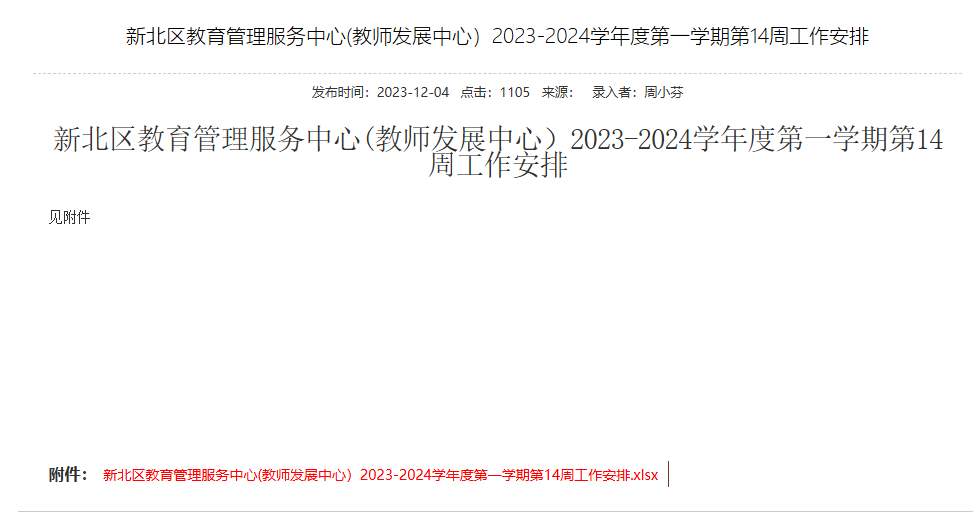 新北区教育管理服务中心(教师发展中心）2023-2024学年度第一学期第14周工作安排
发布时间：2023-12-04 点击：1105 来源： 录入者：周小芬
新北区教育管理服务中心(教师发展中心）2023-2024学年度第一学期第14
周工作安排
见附件
附件： 新北区教育管理服务中心(教师发展中心）2023-2024学年度第一学期第14周工作安排.xlsx